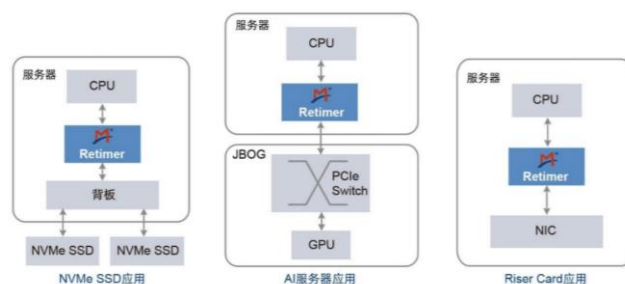 服务器
CPU
Retimer
背板
NVMe SSD
NVMe SSD
NVMe SSD应用
服务器
CPU
Retimer
JBOG
PCIe
Switch
GPU
AI服务器应用
服务器
CPU
Retimer
NIC
Riser Card应用